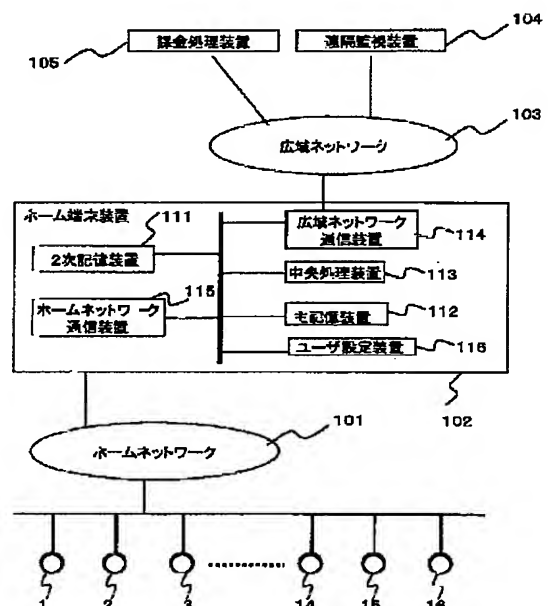 104
105
課金処理装置
遠隔監視装置
103
広域ネットワーク
ホーム端末装置
111
広域ネットワーク
通信装置
114
2次記憶装置
115
中央処理装置
113
ホームネットワーク
通信装置
主記憶装置
112
ユーザ設定装置
116
102
101
ホームネットワーク
1
2
3
14
15
16